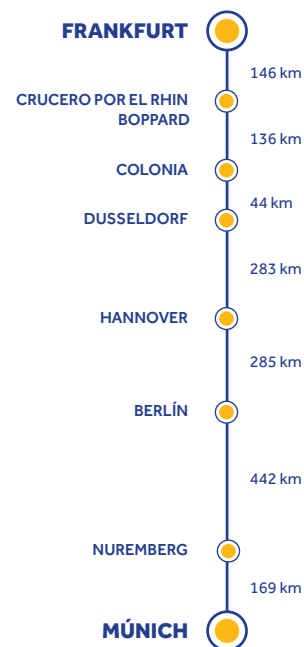 FRANKFURT
146 km
CRUCERO POR EL RHIN
BOPPARD
136 km
COLONIA
44 km
DUSSELDORF
283 km
HANNOVER
285 km
BERLÍN
442 km
NUREMBERG
169 km
MÚNICH